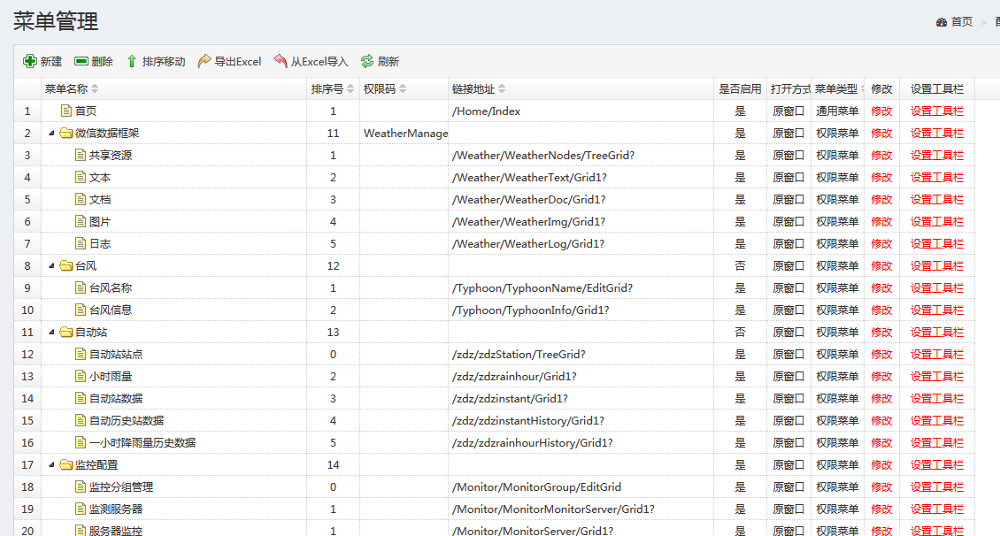 菜单管理
首页 >
新建 删除 排序移动 导出Excel 从Excel导入 刷新
菜单名称 排序号 权限码 链接地址 是否启用 打开方式 菜单类型 修改 设置工具栏
1 首页 1 /Home/Index 是 原窗口 通用菜单 修改 设置工具栏
2 微信数据框架 11 WeatherManage 是 原窗口 权限菜单 修改 设置工具栏
3 共享资源 1 /Weather/WeatherNodes/TreeGrid? 是 原窗口 权限菜单 修改 设置工具栏
4 文本 2 /Weather/WeatherText/Grid1? 是 原窗口 权限菜单 修改 设置工具栏
5 文档 3 /Weather/WeatherDoc/Grid1? 是 原窗口 权限菜单 修改 设置工具栏
6 图片 4 /Weather/WeatherImg/Grid1? 是 原窗口 权限菜单 修改 设置工具栏
7 日志 5 /Weather/WeatherLog/Grid1? 是 原窗口 权限菜单 修改 设置工具栏
8 台风 12 否 原窗口 权限菜单 修改 设置工具栏
9 台风名称 1 /Typhoon/TyphoonName/EditGrid? 是 原窗口 权限菜单 修改 设置工具栏
10 台风信息 2 /Typhoon/TyphoonInfo/Grid1? 是 原窗口 权限菜单 修改 设置工具栏
11 自动站 13 否 原窗口 权限菜单 修改 设置工具栏
12 自动站站点 0 /zdz/zdzStation/TreeGrid? 是 原窗口 权限菜单 修改 设置工具栏
13 小时雨量 2 /zdz/zdzrainhour/Grid1? 是 原窗口 权限菜单 修改 设置工具栏
14 自动站数据 3 /zdz/zdzinstant/Grid1? 是 原窗口 权限菜单 修改 设置工具栏
15 自动历史站数据 4 /zdz/zdzinstantHistory/Grid1? 是 原窗口 权限菜单 修改 设置工具栏
16 一小时降雨量历史数据 5 /zdz/zdzrainhourHistory/Grid1? 是 原窗口 权限菜单 修改 设置工具栏
17 监控配置 14 是 原窗口 权限菜单 修改 设置工具栏
18 监控分组管理 0 /Monitor/MonitorGroup/EditGrid 是 原窗口 权限菜单 修改 设置工具栏
19 监测服务器 1 /Monitor/MonitorMonitorServer/Grid1? 是 原窗口 权限菜单 修改 设置工具栏
20 服务器监控 1 /Monitor/MonitorServer/Grid1? 是 原窗口 权限菜单 修改 设置工具栏